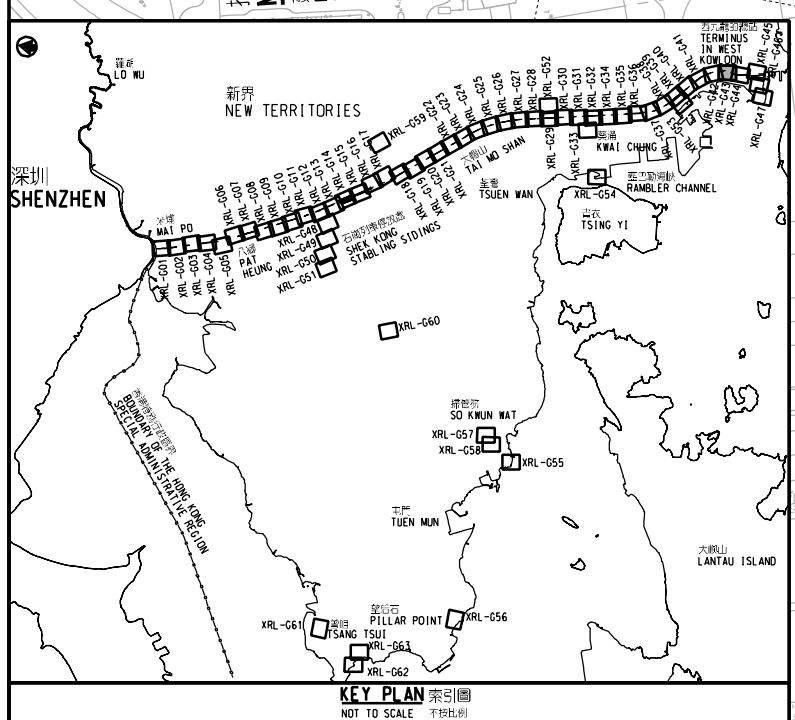 羅湖
LO WU
新界
NEW TERRITORIES
深圳
SHENZHEN
米埔
MAI PO
XRL-G01
XRL-G02
XRL-G03
XRL-G04
XRL-G05
XRL-G06
XRL-G07
XRL-G08
XRL-G09
XRL-G10
XRL-G11
XRL-G12
XRL-G13
XRL-G14
XRL-G15
XRL-G16
XRL-G17
XRL-G59
XRL-G18
XRL-G19
XRL-G20
XRL-G21
XRL-G22
XRL-G23
XRL-G24
XRL-G25
XRL-G26
XRL-G27
XRL-G28
XRL-G52
XRL-G29
XRL-G30
XRL-G31
XRL-G32
XRL-G33
XRL-G34
XRL-G35
XRL-G36
XRL-G40
XRL-G41
XRL-G45
XRL-G47
西九龍總站
TERMINUS
IN WEST
KOWLOON
八鄉
PAT
HEUNG
XRL-G48
XRL-G49
XRL-G50
XRL-G51
石崗列車停放處
SHEK KONG
STABLING SIDINGS
大帽山
TAI MO SHAN
荃灣
TSUEN WAN
葵涌
KWAI CHUNG
XRL-G54
藍巴勒海峽
RAMBLER CHANNEL
青衣
TSING YI
XRL-G60
香港特別行政區界
BOUNDARY OF THE HONG KONG
SPECIAL ADMINISTRATIVE REGION
掃管笏
SO KWUN WAT
XRL-G57
XRL-G58
XRL-G55
屯門
TUEN MUN
大嶼山
LANTAU ISLAND
望后石
PILLAR POINT
XRL-G56
XRL-G61
曾咀
TSANG TSUI
XRL-G63
XRL-G62
KEY PLAN 索引圖
NOT TO SCALE 不按比例